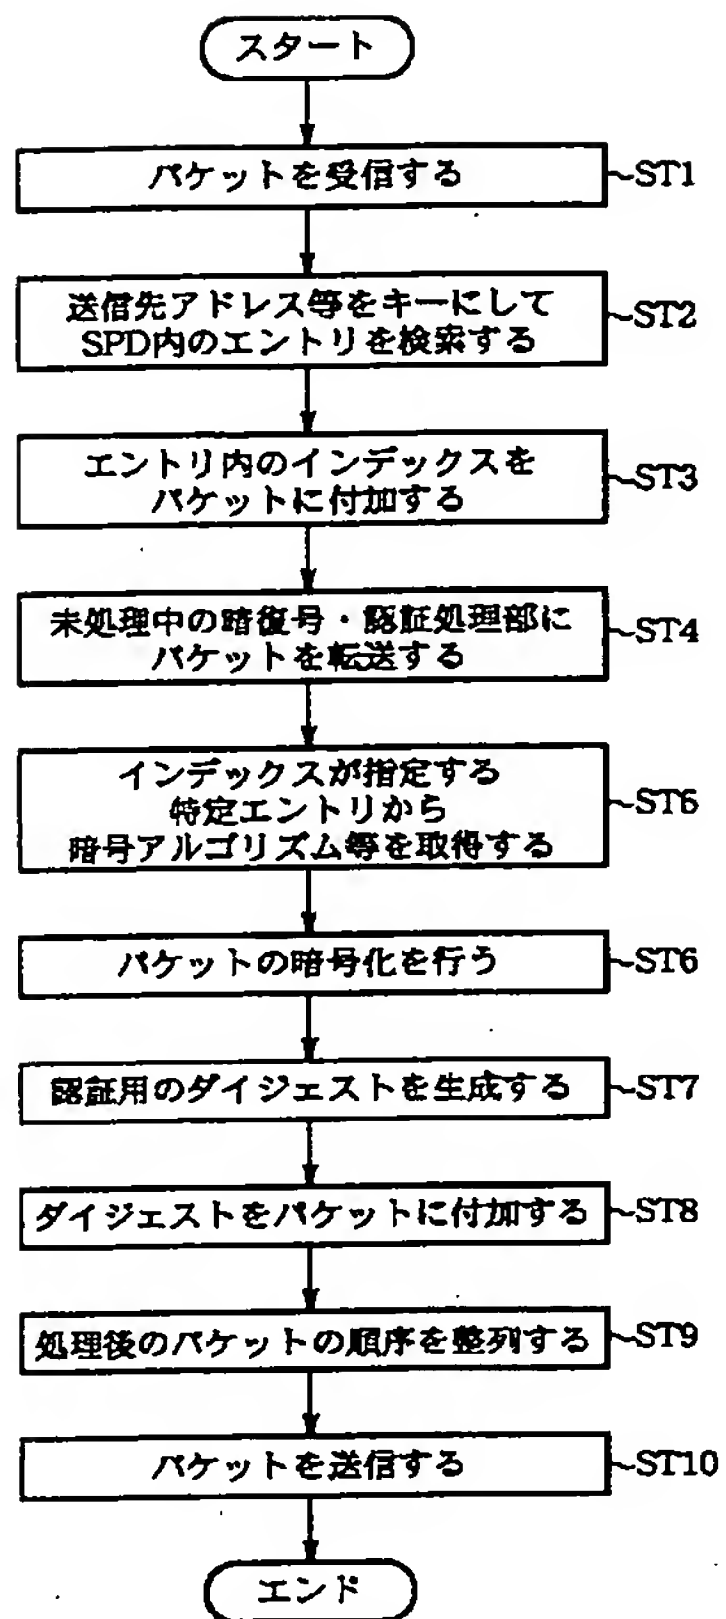 スタート
パケットを受信する
~ST1
送信先アドレス等をキーにして
SPD内のエントリを検索する
~ST2
エントリ内のインデックスを
パケットに付加する
~ST3
未処理中の暗復号・認証処理部に
パケットを転送する
~ST4
インデックスが指定する
特定エントリから
暗号アルゴリズム等を取得する
~ST5
パケットの暗号化を行う
~ST6
認証用のダイジェストを生成する
~ST7
ダイジェストをパケットに付加する
~ST8
処理後のパケットの順序を整列する
~ST9
パケットを送信する
~ST10
エンド